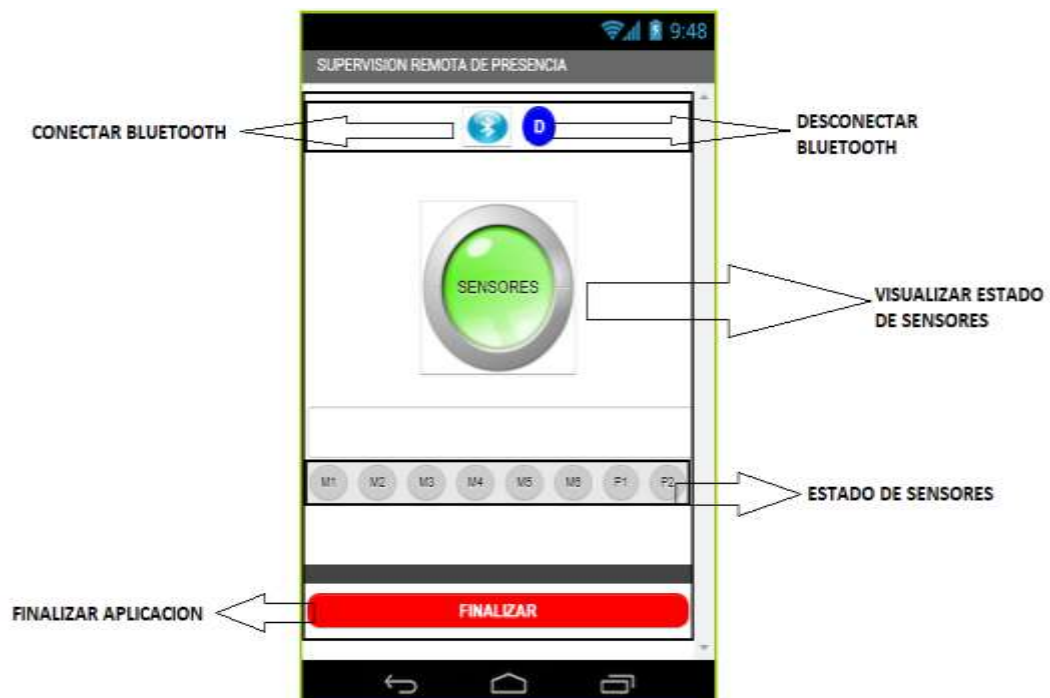 9:48
SUPERVISION REMOTA DE PRESENCIA
CONECTAR BLUETOOTH
D
DESCONECTAR
BLUETOOTH
SENSORES
VISUALIZAR ESTADO
DE SENSORES
M1 M2 M3 M4 M5 M6 P1 P2
ESTADO DE SENSORES
FINALIZAR APLICACION
FINALIZAR